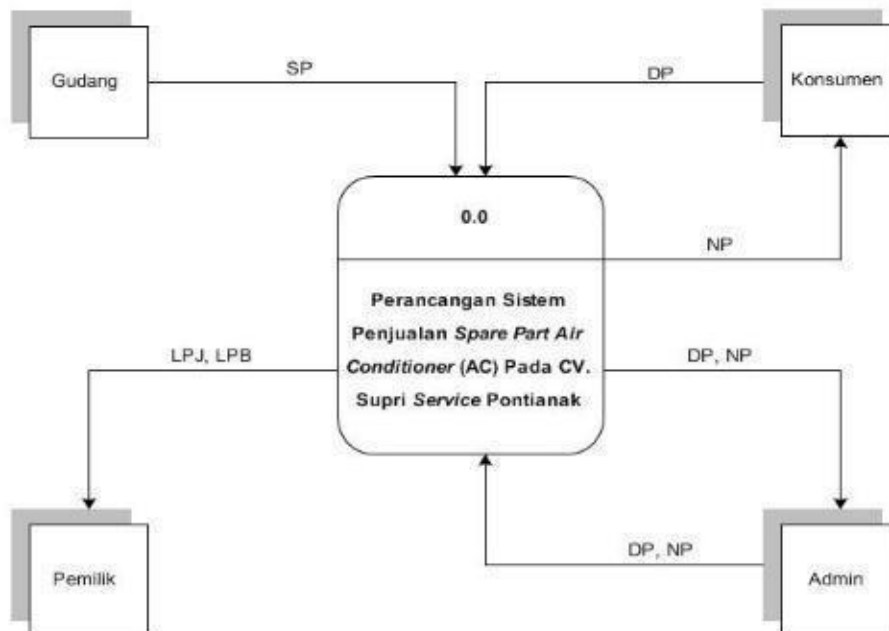 Gudang
SP
DP
Konsumen
0.0
NP
Perancangan Sistem
Penjualan Spare Part Air
Conditioner (AC) Pada CV.
Supri Service Pontianak
LPJ, LPB
DP, NP
DP, NP
Pemilik
Admin